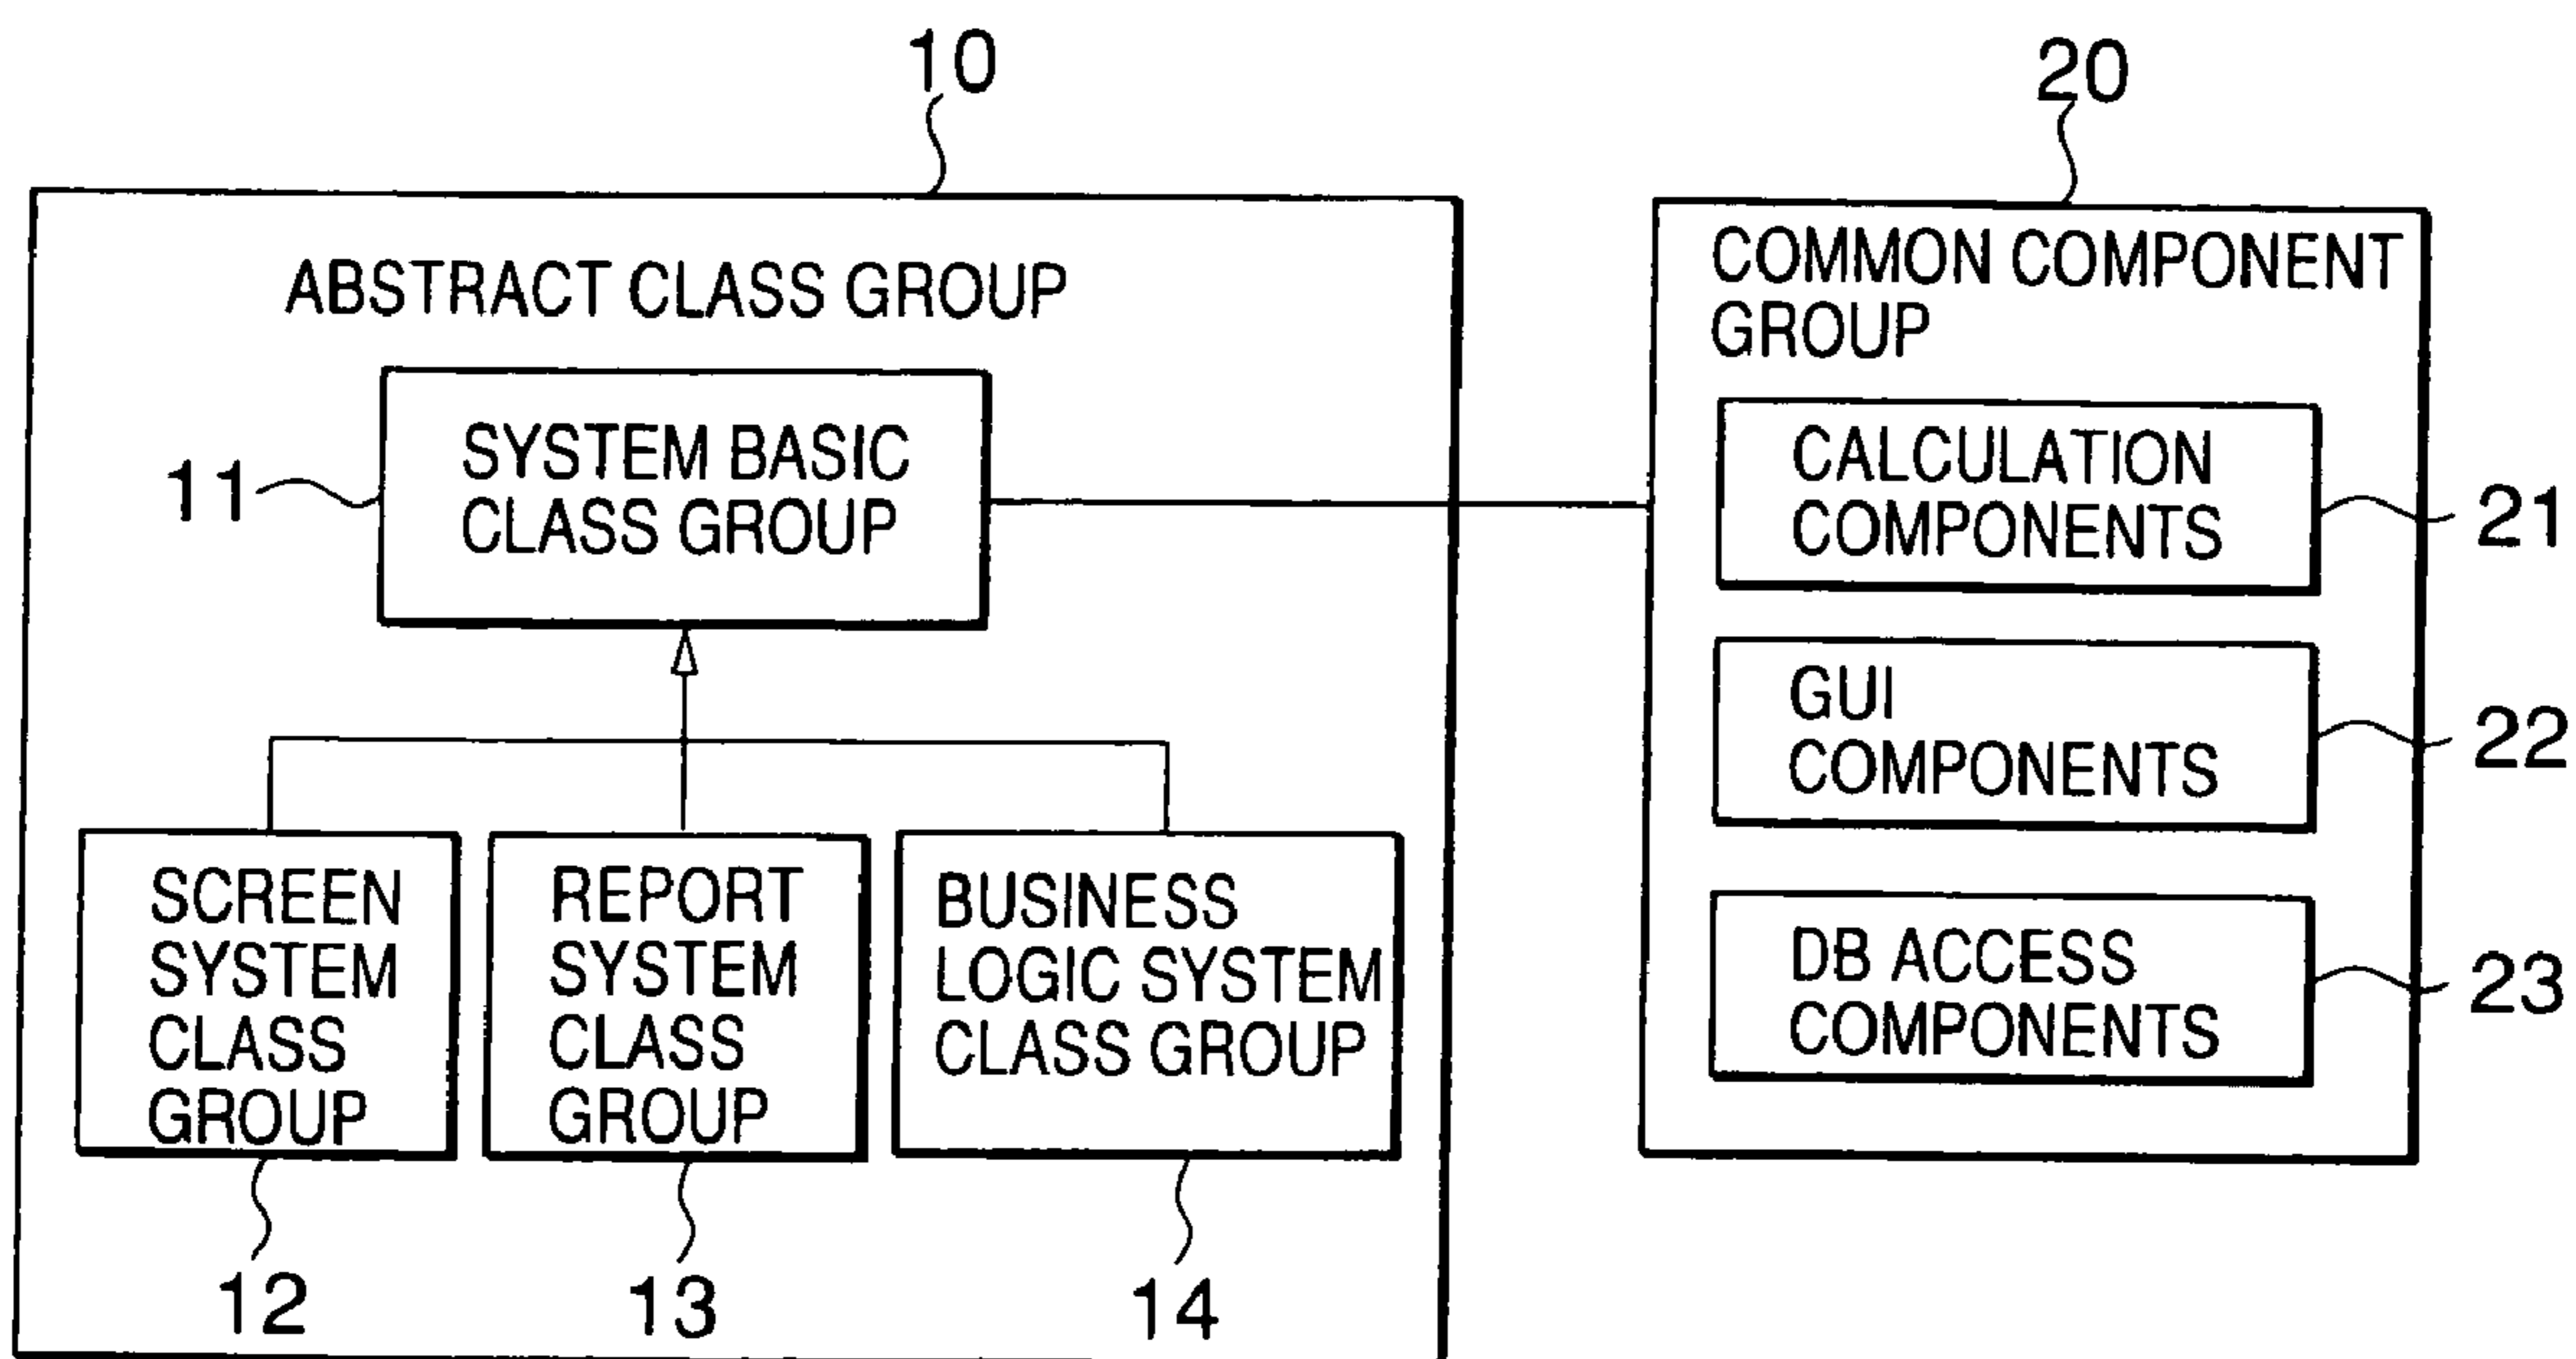 10
20
ABSTRACT CLASS GROUP
COMMON COMPONENT
GROUP
11
SYSTEM BASIC
CLASS GROUP
CALCULATION
COMPONENTS
21
GUI
COMPONENTS
22
SCREEN
SYSTEM
CLASS
GROUP
REPORT
SYSTEM
CLASS
GROUP
BUSINESS
LOGIC SYSTEM
CLASS GROUP
DB ACCESS
COMPONENTS
23
12
13
14